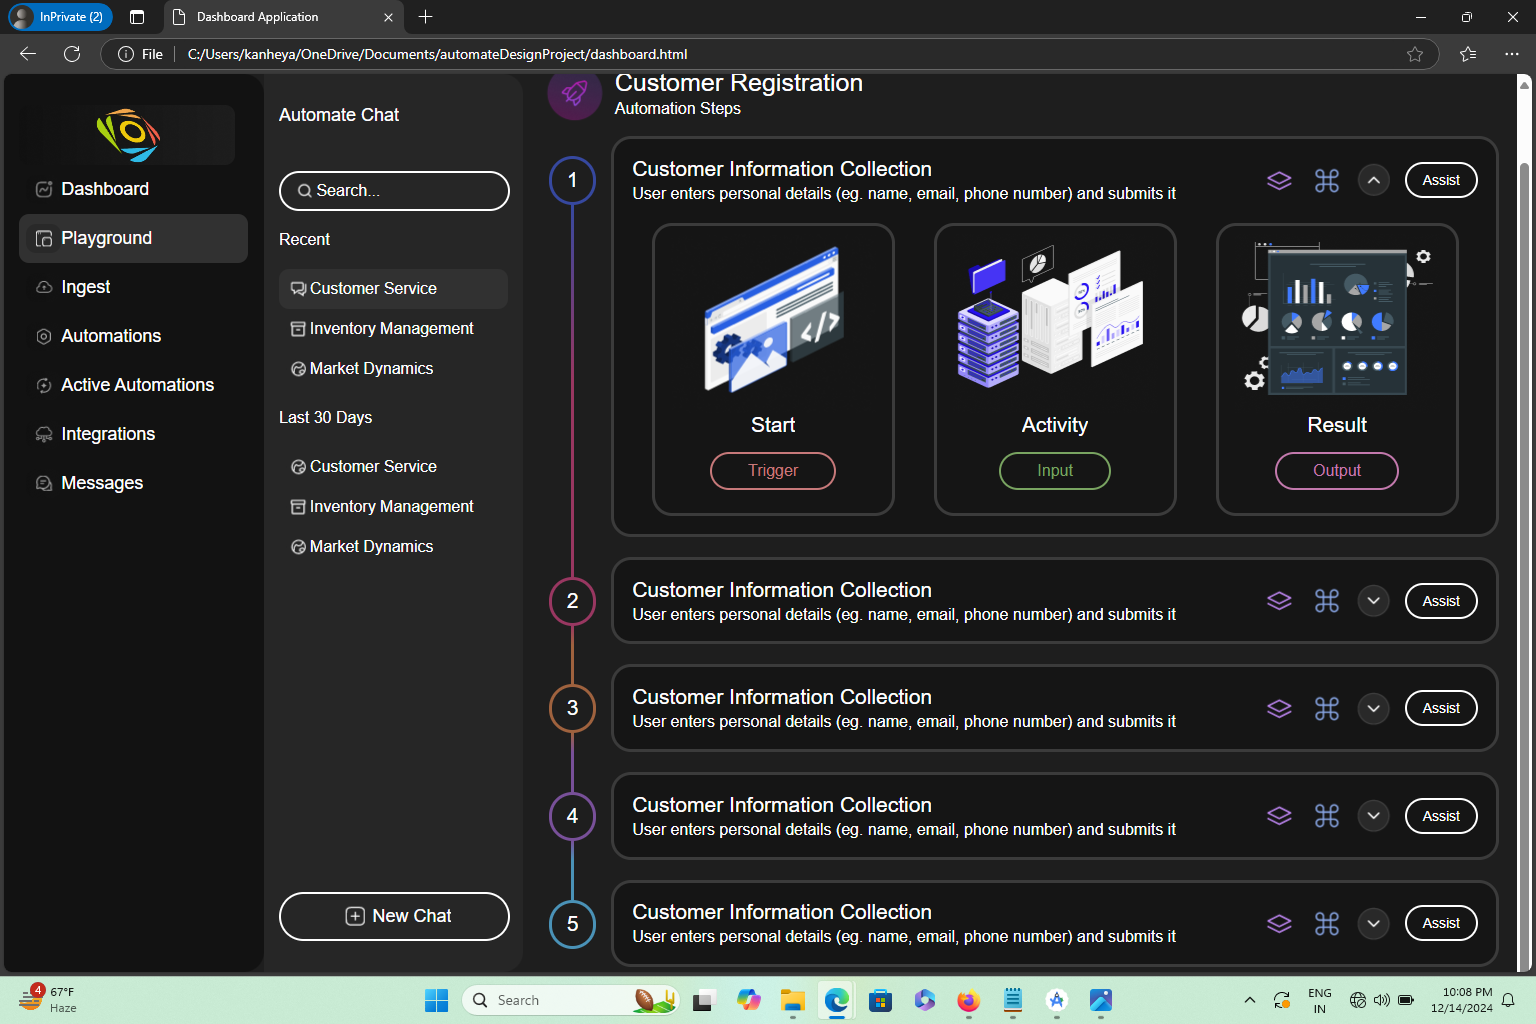 InPrivate (2)
Dashboard Application
File
C:/Users/kanheya/OneDrive/Documents/automateDesignProject/dashboard.html
Dashboard
Playground
Ingest
Automations
Active Automations
Integrations
Messages
Automate Chat
Search...
Recent
Customer Service
Inventory Management
Market Dynamics
Last 30 Days
Customer Service
Inventory Management
Market Dynamics
New Chat
Customer Registration
Automation Steps
1
Customer Information Collection
User enters personal details (eg. name, email, phone number) and submits it
Assist
</>
Start
Trigger
Activity
Input
Result
Output
2
Customer Information Collection
User enters personal details (eg. name, email, phone number) and submits it
Assist
3
Customer Information Collection
User enters personal details (eg. name, email, phone number) and submits it
Assist
4
Customer Information Collection
User enters personal details (eg. name, email, phone number) and submits it
Assist
5
Customer Information Collection
User enters personal details (eg. name, email, phone number) and submits it
Assist
4
67°F
Haze
Search
ENG
IN
10:08 PM
12/14/2024